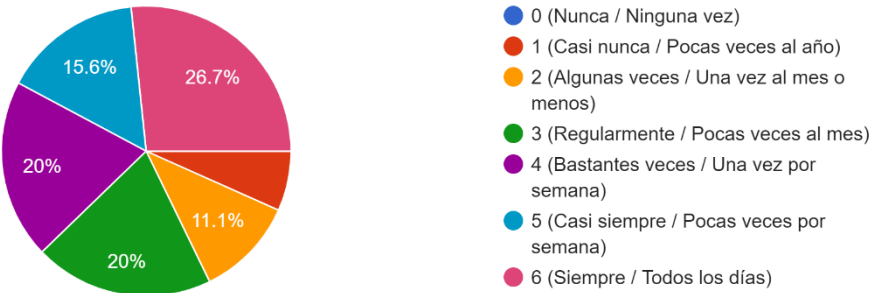 26.7%
15.6%
20%
20%
11.1%
0 (Nunca / Ninguna vez)
1 (Casi nunca / Pocas veces al año)
2 (Algunas veces / Una vez al mes o
menos)
3 (Regularmente / Pocas veces al mes)
4 (Bastantes veces / Una vez por
semana)
5 (Casi siempre / Pocas veces por
semana)
6 (Siempre / Todos los días)